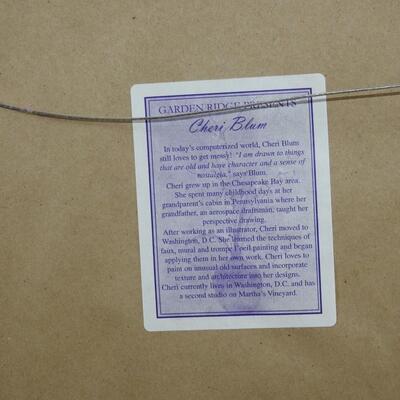 GARDEN RIDGE PRESENTS
Cheri Blum
In today's computerized world, Cheri Blum
still loves to get messy! "I am drawn to things
that are old and have character and a sense of
nostalgia," says Blum.
Cheri grew up in the Chesapeake Bay area.
She spent many childhood days at her
grandparent's cabin in Pennsylvania where her
grandfather, an aerospace draftsman, taught her
perspective drawing.
After working as an illustrator, Cheri moved to
Washington, D.C. She learned the techniques of
faux, mural and trompe l'oeil painting and began
applying them in her own work. Cheri loves to
paint on unusual old surfaces and incorporate
texture and architecture into her designs.
Cheri currently lives in Washington, D.C. and has
a second studio on Martha's Vineyard.